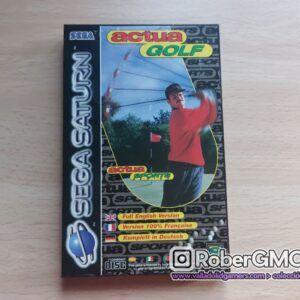 SEGA
actua
GOLF
SEGA SATURN
actua
SPORTS
Full English Version
Version 100% Française
Komplett in Deutsch
DISC
RoberGMC
www.valladolidgamers.com